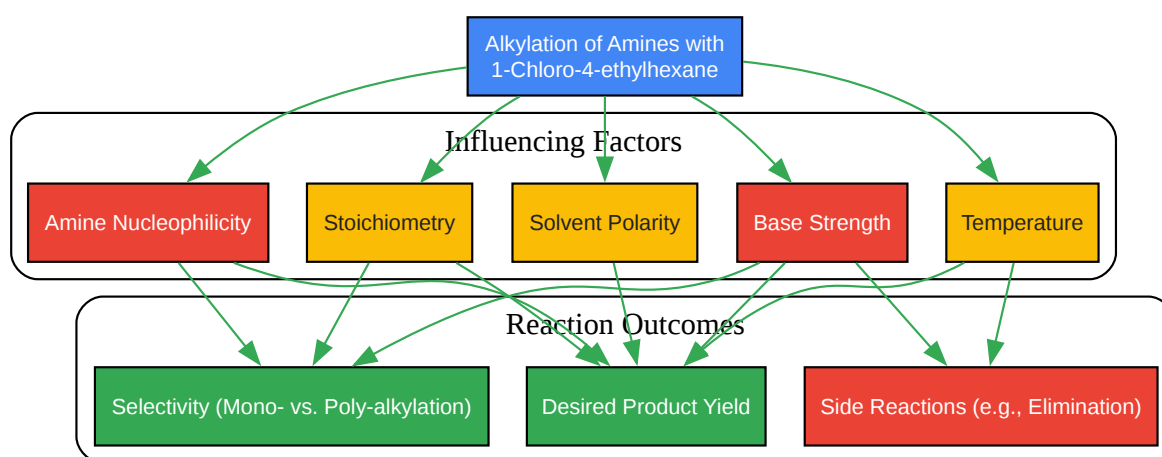 Alkylation of Amines with
1-Chloro-4-ethylhexane
Influencing Factors
Amine Nucleophilicity
Stoichiometry
Solvent Polarity
Base Strength
Temperature
Reaction Outcomes
Selectivity (Mono- vs. Poly-alkylation)
Desired Product Yield
Side Reactions (e.g., Elimination)